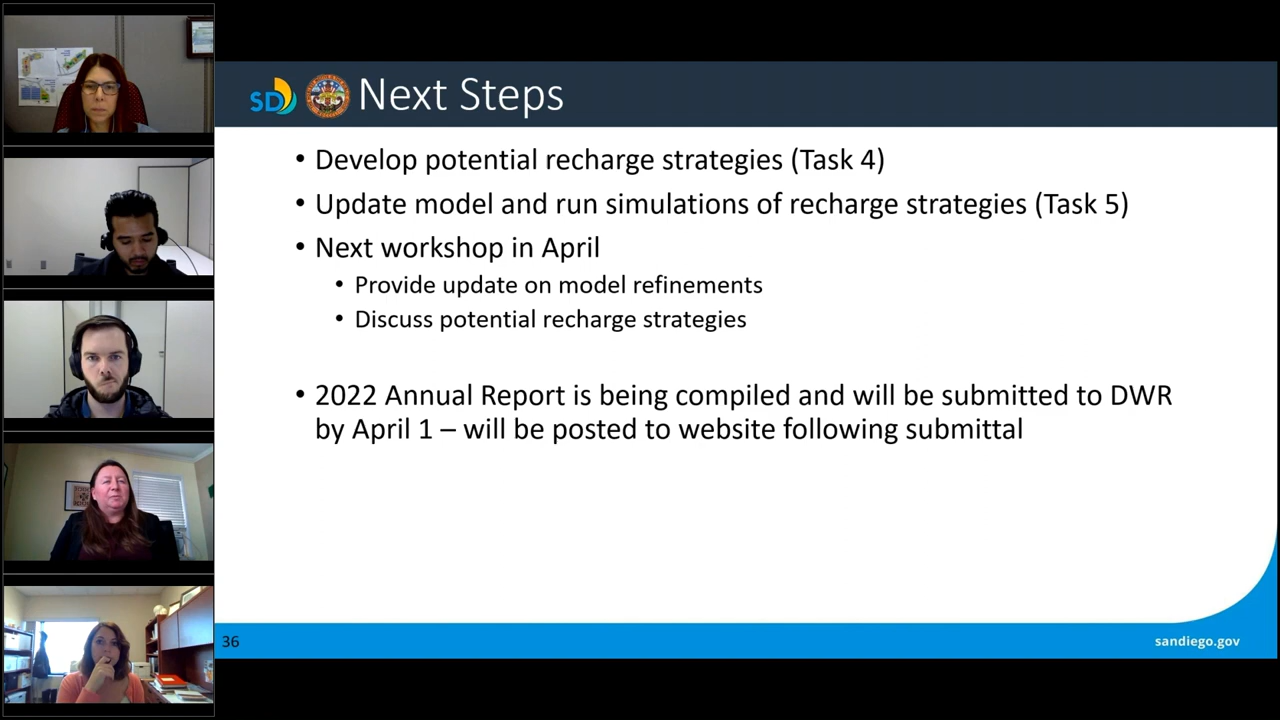 SD
Next Steps
• Develop potential recharge strategies (Task 4)
• Update model and run simulations of recharge strategies (Task 5)
• Next workshop in April
• Provide update on model refinements
• Discuss potential recharge strategies
• 2022 Annual Report is being compiled and will be submitted to DWR
by April 1 – will be posted to website following submittal
36
sandiego.gov